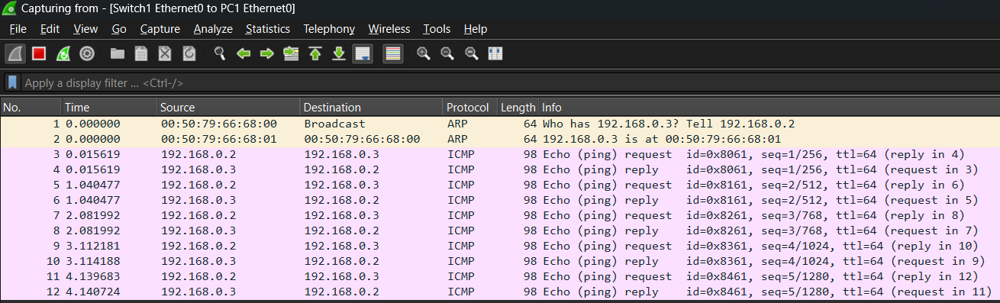 Capturing from - [Switch1 Ethernet0 to PC1 Ethernet0]
File Edit View Go Capture Analyze Statistics Telephony Wireless Tools Help
Apply a display filter ... <Ctrl-/>
No. Time Source Destination Protocol Length Info
1 0.000000 00:50:79:66:68:00 Broadcast ARP 64 Who has 192.168.0.3? Tell 192.168.0.2
2 0.000000 00:50:79:66:68:01 00:50:79:66:68:00 ARP 64 192.168.0.3 is at 00:50:79:66:68:01
3 0.015619 192.168.0.2 192.168.0.3 ICMP 98 Echo (ping) request id=0x8061, seq=1/256, ttl=64 (reply in 4)
4 0.015619 192.168.0.3 192.168.0.2 ICMP 98 Echo (ping) reply id=0x8061, seq=1/256, ttl=64 (request in 3)
5 1.040477 192.168.0.2 192.168.0.3 ICMP 98 Echo (ping) request id=0x8161, seq=2/512, ttl=64 (reply in 6)
6 1.040477 192.168.0.3 192.168.0.2 ICMP 98 Echo (ping) reply id=0x8161, seq=2/512, ttl=64 (request in 5)
7 2.081992 192.168.0.2 192.168.0.3 ICMP 98 Echo (ping) request id=0x8261, seq=3/768, ttl=64 (reply in 8)
8 2.081992 192.168.0.3 192.168.0.2 ICMP 98 Echo (ping) reply id=0x8261, seq=3/768, ttl=64 (request in 7)
9 3.112181 192.168.0.2 192.168.0.3 ICMP 98 Echo (ping) request id=0x8361, seq=4/1024, ttl=64 (reply in 10)
10 3.114188 192.168.0.3 192.168.0.2 ICMP 98 Echo (ping) reply id=0x8361, seq=4/1024, ttl=64 (request in 9)
11 4.139683 192.168.0.2 192.168.0.3 ICMP 98 Echo (ping) request id=0x8461, seq=5/1280, ttl=64 (reply in 12)
12 4.140724 192.168.0.3 192.168.0.2 ICMP 98 Echo (ping) reply id=0x8461, seq=5/1280, ttl=64 (request in 11)